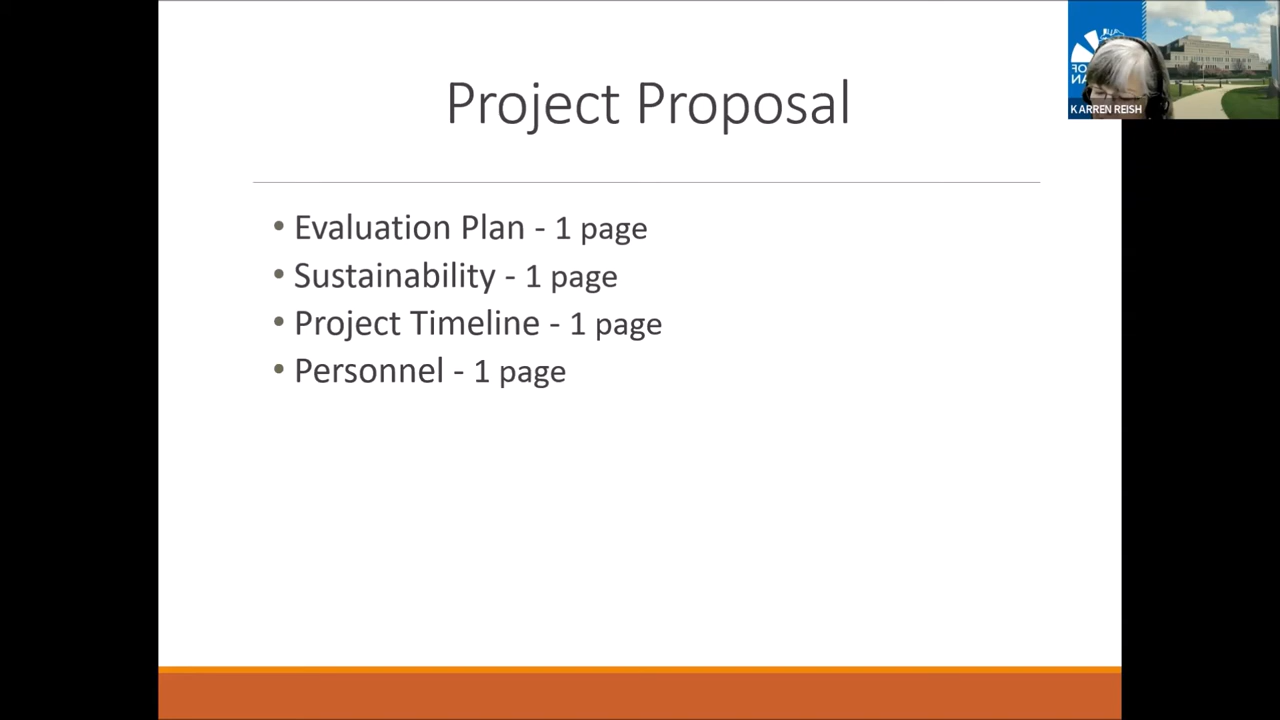 Project Proposal
• Evaluation Plan - 1 page
• Sustainability - 1 page
• Project Timeline - 1 page
• Personnel - 1 page
KARREN REISH